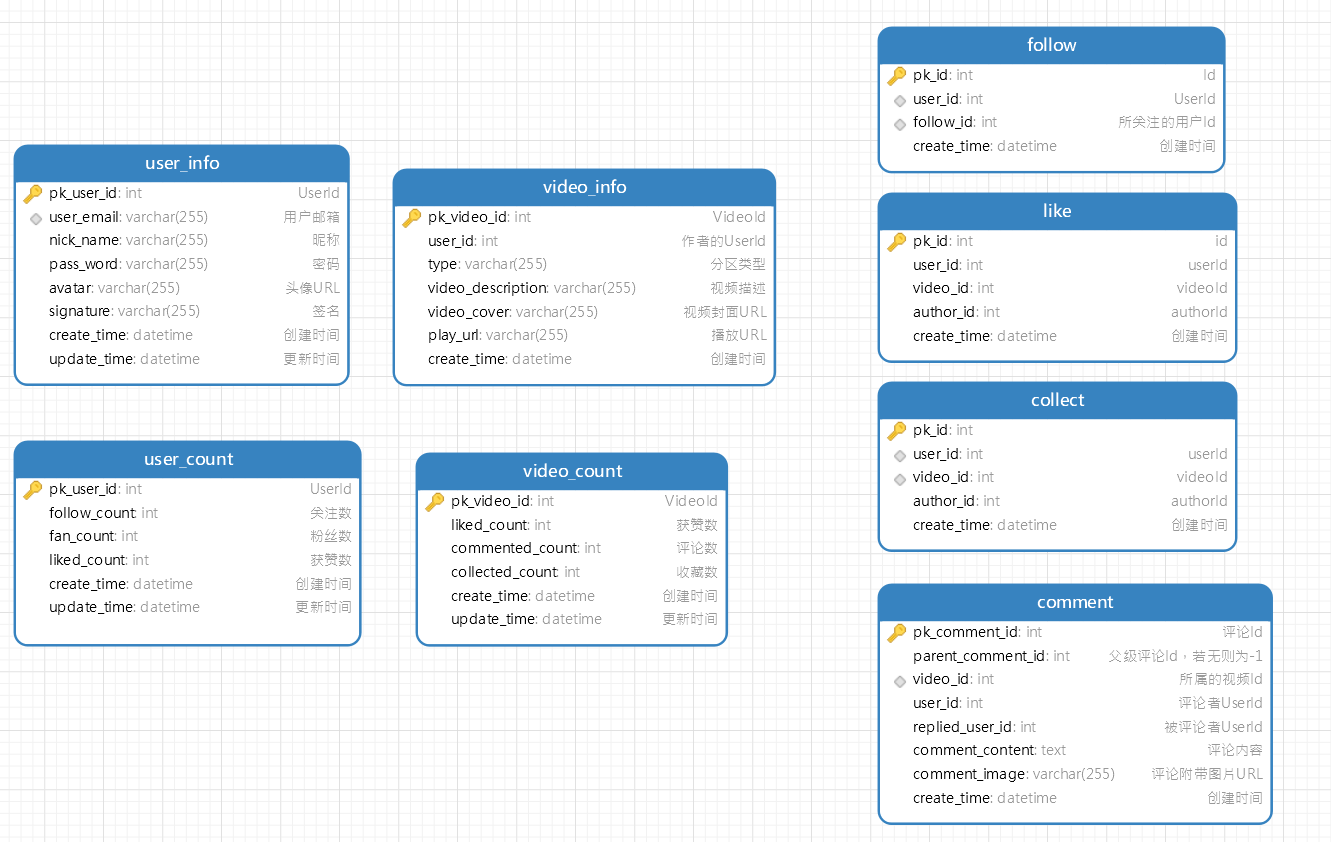 user_info
pk_user_id: int UserId
user_email: varchar(255) 用户邮箱
nick_name: varchar(255) 昵称
pass_word: varchar(255) 密码
avatar: varchar(255) 头像URL
signature: varchar(255) 签名
create_time: datetime 创建时间
update_time: datetime 更新时间
user_count
pk_user_id: int UserId
follow_count: int 关注数
fan_count: int 粉丝数
liked_count: int 获赞数
create_time: datetime 创建时间
update_time: datetime 更新时间
video_info
pk_video_id: int VideoId
user_id: int 作者的UserId
type: varchar(255) 分区类型
video_description: varchar(255) 视频描述
video_cover: varchar(255) 视频封面URL
play_url: varchar(255) 播放URL
create_time: datetime 创建时间
video_count
pk_video_id: int VideoId
liked_count: int 获赞数
commented_count: int 评论数
collected_count: int 收藏数
create_time: datetime 创建时间
update_time: datetime 更新时间
follow
pk_id: int Id
user_id: int UserId
follow_id: int 所关注的用户Id
create_time: datetime 创建时间
like
pk_id: int id
user_id: int userId
video_id: int videoId
author_id: int authorId
create_time: datetime 创建时间
collect
pk_id: int
user_id: int userId
video_id: int videoId
author_id: int authorId
create_time: datetime 创建时间
comment
pk_comment_id: int 评论Id
parent_comment_id: int 父级评论Id，若无则为-1
video_id: int 所属的视频Id
user_id: int 评论者UserId
replied_user_id: int 被评论者UserId
comment_content: text 评论内容
comment_image: varchar(255) 评论附带图片URL
create_time: datetime 创建时间